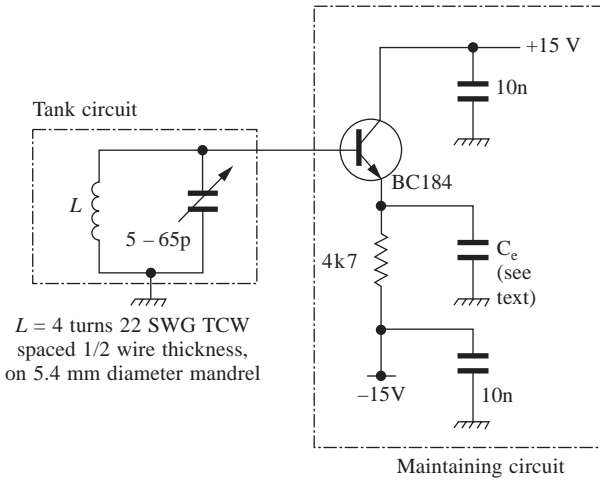 +15 V
10n
Tank circuit
BC184
L
5 – 65p
4k7
Cₑ
(see
text)
L = 4 turns 22 SWG TCW
spaced 1/2 wire thickness,
on 5.4 mm diameter mandrel
–15V
10n
Maintaining circuit